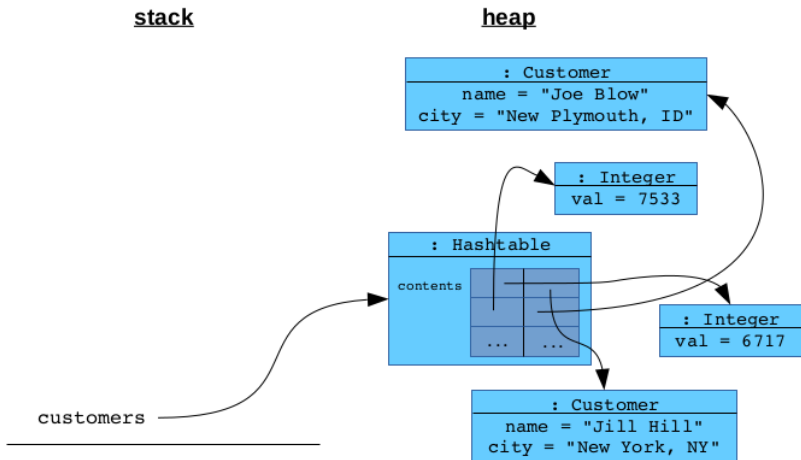 stack
heap
: Customer
name = "Joe Blow"
city = "New Plymouth, ID"
: Integer
val = 7533
: Hashtable
contents
... ...
: Integer
val = 6717
customers
: Customer
name = "Jill Hill"
city = "New York, NY"